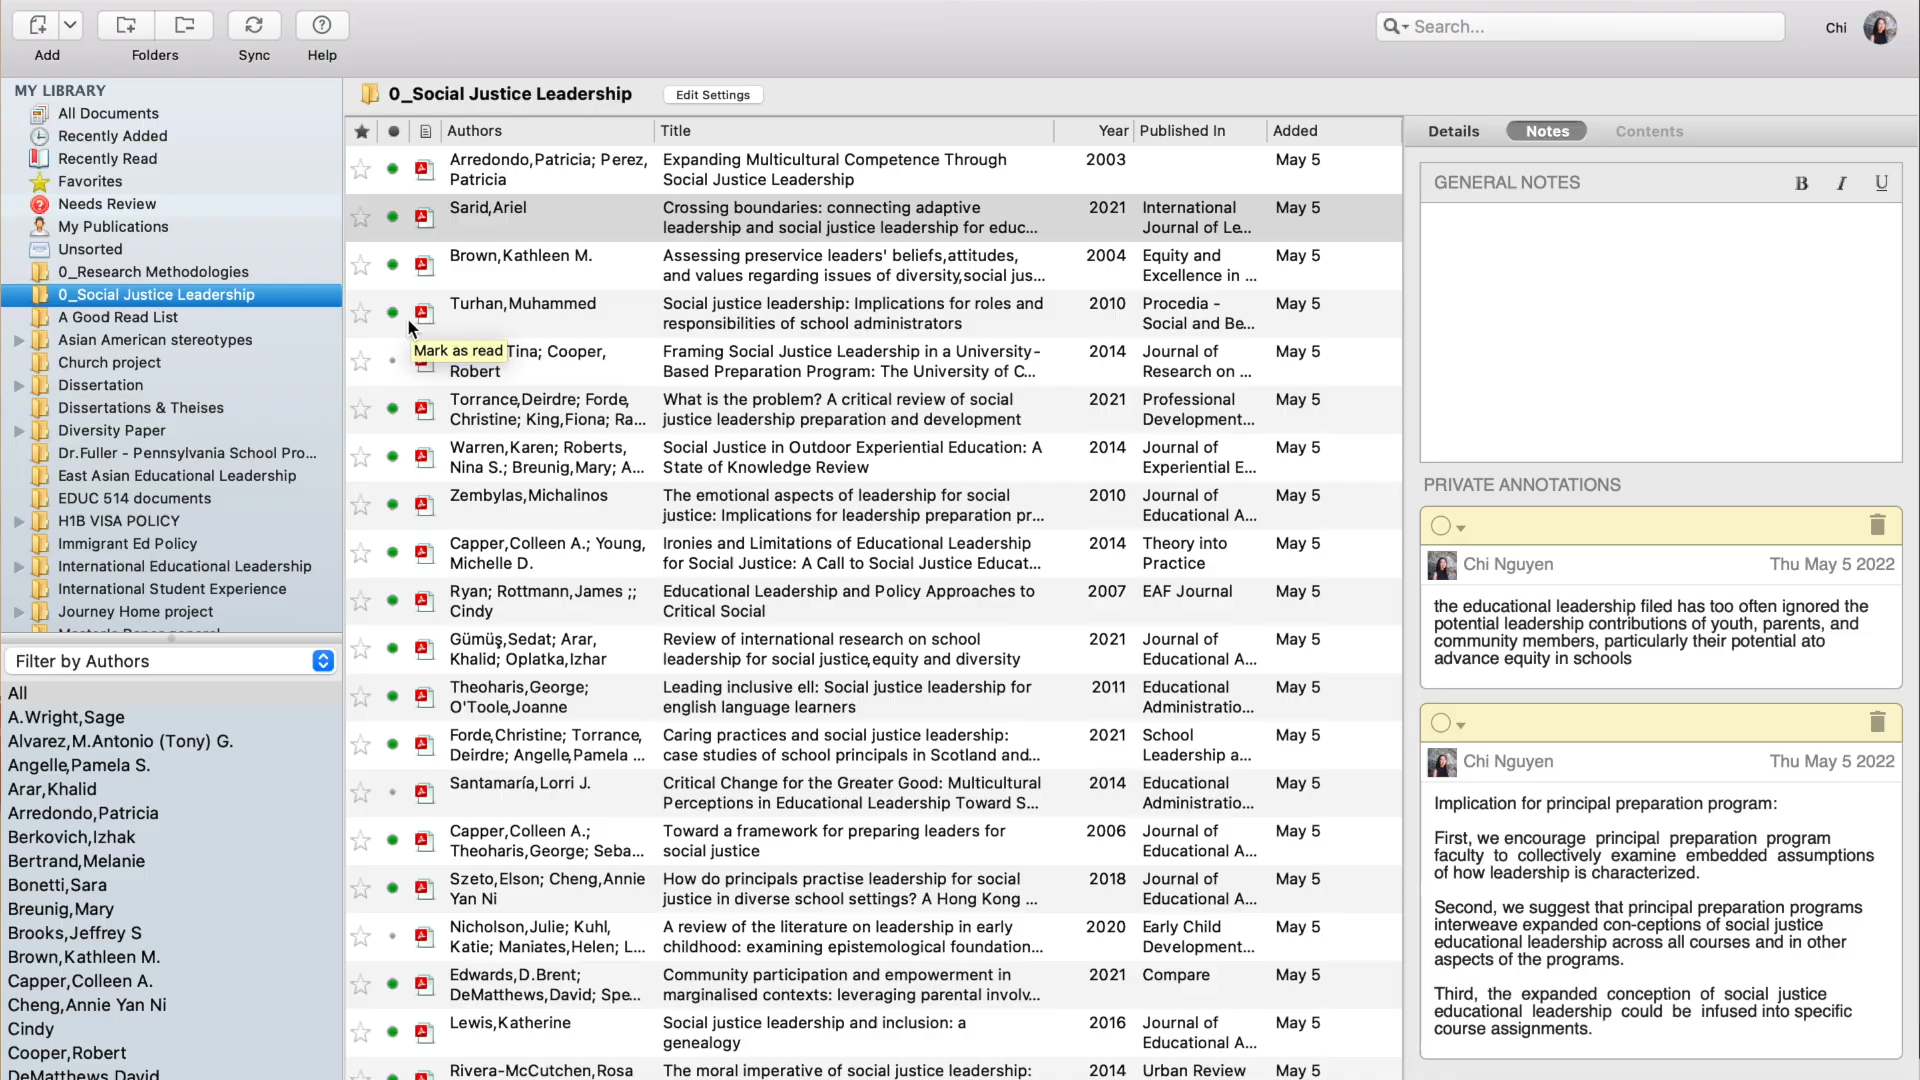 Search...
Chi
Add
Folders
Sync
Help
MY LIBRARY
All Documents
Recently Added
Recently Read
Favorites
Needs Review
My Publications
Unsorted
0_Research Methodologies
0_Social Justice Leadership
A Good Read List
Asian American stereotypes
Church project
Dissertation
Dissertations & Theises
Diversity Paper
Dr.Fuller - Pennsylvania School Pro...
East Asian Educational Leadership
EDUC 514 documents
H1B VISA POLICY
Immigrant Ed Policy
International Educational Leadership
International Student Experience
Journey Home project
Filter by Authors
All
A.Wright,Sage
Alvarez,M.Antonio (Tony) G.
Angelle,Pamela S.
Arar,Khalid
Arredondo,Patricia
Berkovich,Izhak
Bertrand,Melanie
Bonetti,Sara
Breunig,Mary
Brooks,Jeffrey S
Brown,Kathleen M.
Capper,Colleen A.
Cheng,Annie Yan Ni
Cindy
Cooper,Robert
DeMatthews,David
0_Social Justice Leadership
Edit Settings
Authors Title Year Published In Added
Arredondo,Patricia; Perez, Expanding Multicultural Competence Through 2003 May 5
Patricia Social Justice Leadership
Sarid,Ariel Crossing boundaries: connecting adaptive 2021 International May 5
leadership and social justice leadership for educ... Journal of Le...
Brown,Kathleen M. Assessing preservice leaders' beliefs,attitudes, 2004 Equity and May 5
and values regarding issues of diversity,social jus... Excellence in ...
Turhan,Muhammed Social justice leadership: Implications for roles and 2010 Procedia - May 5
responsibilities of school administrators Social and Be...
Mark as read Tina; Cooper, Framing Social Justice Leadership in a University- 2014 Journal of May 5
Robert Based Preparation Program: The University of C... Research on ...
Torrance,Deirdre; Forde, What is the problem? A critical review of social 2021 Professional May 5
Christine; King,Fiona; Ra... justice leadership preparation and development Development...
Warren,Karen; Roberts, Social Justice in Outdoor Experiential Education: A 2014 Journal of May 5
Nina S.; Breunig,Mary; A... State of Knowledge Review Experiential E...
Zembylas,Michalinos The emotional aspects of leadership for social 2010 Journal of May 5
justice: Implications for leadership preparation pr... Educational A...
Capper,Colleen A.; Young, Ironies and Limitations of Educational Leadership 2014 Theory into May 5
Michelle D. for Social Justice: A Call to Social Justice Educat... Practice
Ryan; Rottmann,James ;; Educational Leadership and Policy Approaches to 2007 EAF Journal May 5
Cindy Critical Social
Gümüş,Sedat; Arar, Review of international research on school 2021 Journal of May 5
Khalid; Oplatka,Izhar leadership for social justice,equity and diversity Educational A...
Theoharis,George; Leading inclusive ell: Social justice leadership for 2011 Educational May 5
O'Toole,Joanne english language learners Administratio...
Forde,Christine; Torrance, Caring practices and social justice leadership: 2021 School May 5
Deirdre; Angelle,Pamela ... case studies of school principals in Scotland and... Leadership a...
Santamaría,Lorri J. Critical Change for the Greater Good: Multicultural 2014 Educational May 5
Perceptions in Educational Leadership Toward S... Administratio...
Capper,Colleen A.; Toward a framework for preparing leaders for 2006 Journal of May 5
Theoharis,George; Seba... social justice Educational A...
Szeto,Elson; Cheng,Annie How do principals practise leadership for social 2018 Journal of May 5
Yan Ni justice in diverse school settings? A Hong Kong ... Educational A...
Nicholson,Julie; Kuhl, A review of the literature on leadership in early 2020 Early Child May 5
Katie; Maniates,Helen; L... childhood: examining epistemological foundation... Development...
Edwards,D.Brent; Community participation and empowerment in 2021 Compare May 5
DeMatthews,David; Spe... marginalised contexts: leveraging parental involv...
Lewis,Katherine Social justice leadership and inclusion: a 2016 Journal of May 5
genealogy Educational A...
Rivera-McCutchen,Rosa The moral imperative of social justice leadership: 2014 Urban Review May 5
Details Notes Contents
GENERAL NOTES B I U
PRIVATE ANNOTATIONS
Chi Nguyen Thu May 5 2022
the educational leadership filed has too often ignored the
potential leadership contributions of youth, parents, and
community members, particularly their potential ato
advance equity in schools
Chi Nguyen Thu May 5 2022
Implication for principal preparation program:
First, we encourage principal preparation program
faculty to collectively examine embedded assumptions
of how leadership is characterized.
Second, we suggest that principal preparation programs
interweave expanded con-ceptions of social justice
educational leadership across all courses and in other
aspects of the programs.
Third, the expanded conception of social justice
educational leadership could be infused into specific
course assignments.